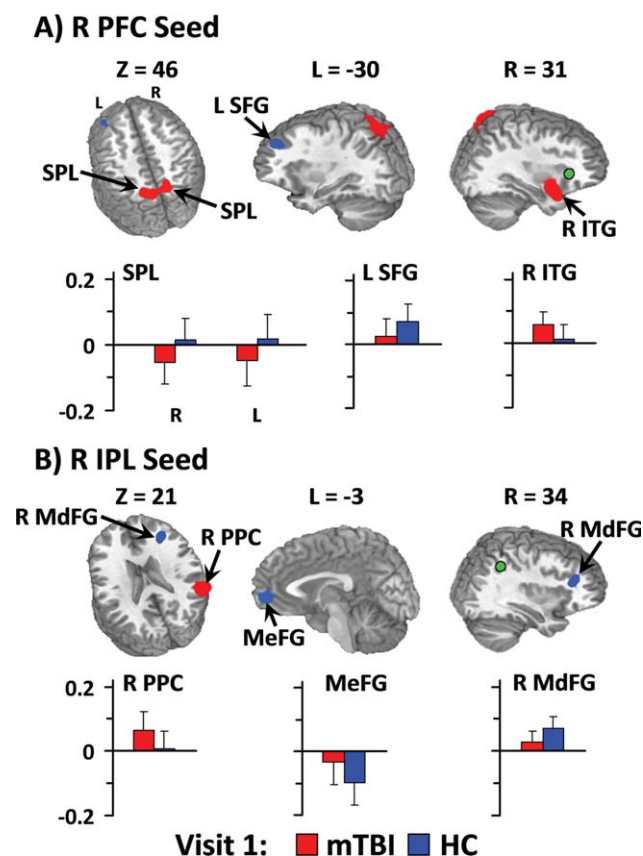 A) R PFC Seed
Z = 46 L = -30 R = 31
L R
L SFG
SPL
SPL
R ITG
SPL L SFG R ITG
0.2
0
-0.2
R L
B) R IPL Seed
Z = 21 L = -3 R = 34
R MdFG R PPC R MdFG
MeFG
R PPC MeFG R MdFG
0.2
0
-0.2
Visit 1: mTBI HC